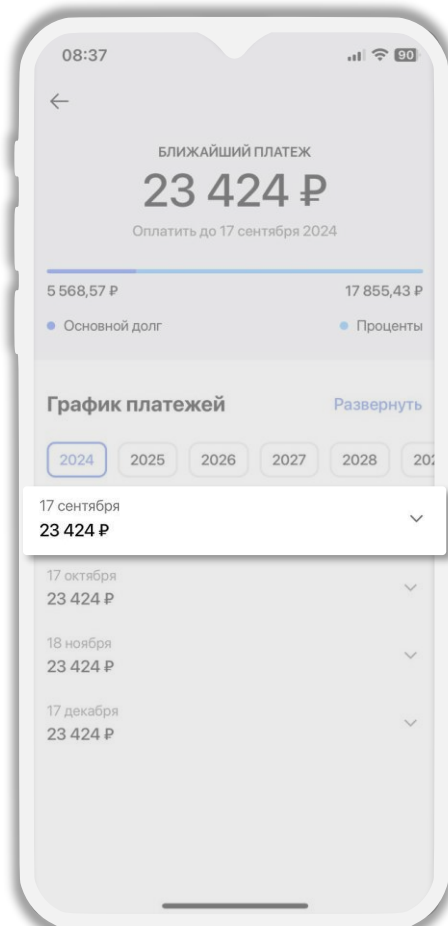 08:37
90
БЛИЖАЙШИЙ ПЛАТЕЖ
23 424 ₽
Оплатить до 17 сентября 2024
5 568,57 ₽ 17 855,43 ₽
Основной долг Проценты
График платежей Развернуть
2024 2025 2026 2027 2028 202
17 сентября
23 424 ₽
17 октября
23 424 ₽
18 ноября
23 424 ₽
17 декабря
23 424 ₽